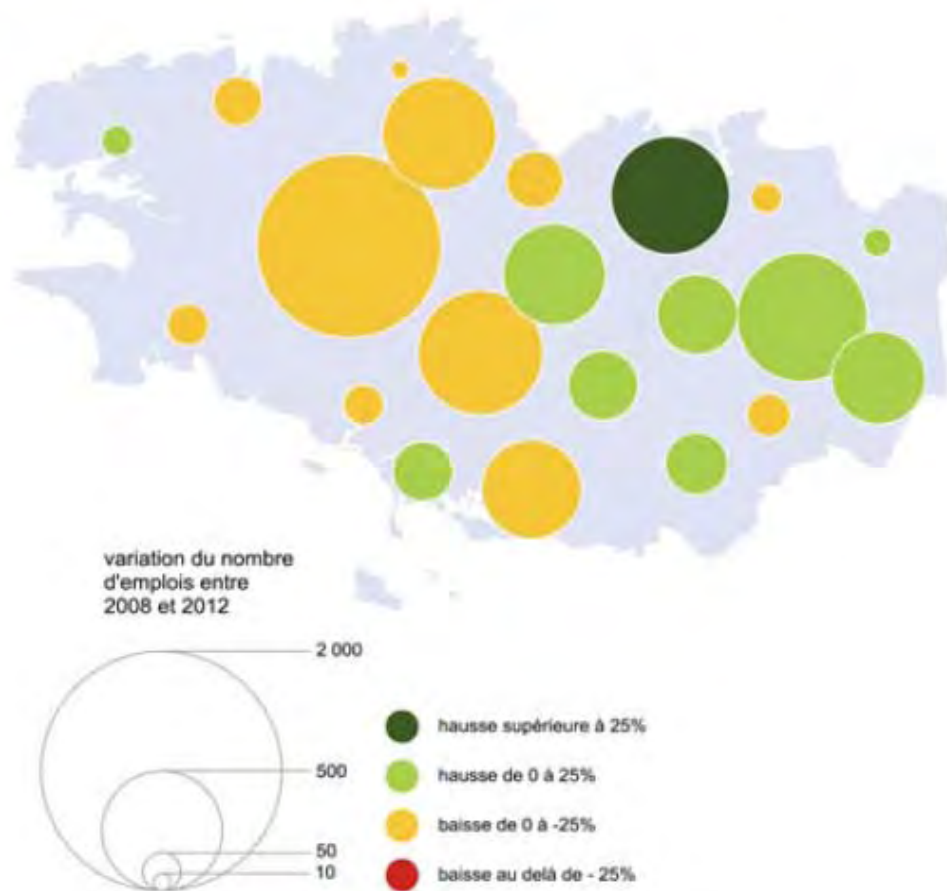 variation du nombre
d'emplois entre
2008 et 2012
2 000
500
50
10
hausse supérieure à 25%
hausse de 0 à 25%
baisse de 0 à -25%
baisse au delà de - 25%